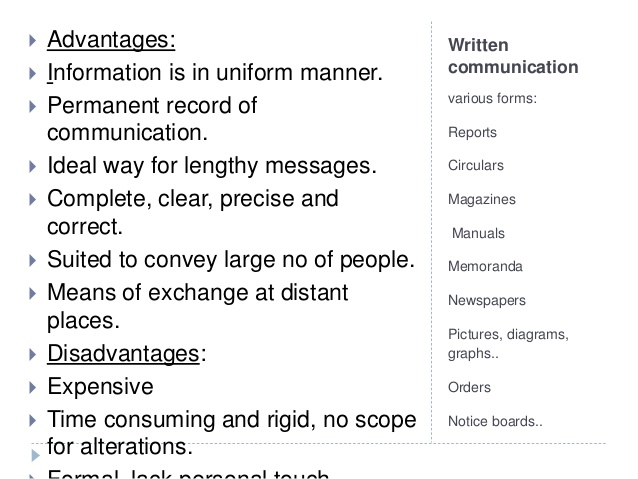 Advantages:
Information is in uniform manner.
Permanent record of
communication.
Ideal way for lengthy messages.
Complete, clear, precise and
correct.
Suited to convey large no of people.
Means of exchange at distant
places.
Disadvantages:
Expensive
Time consuming and rigid, no scope
for alterations.
Formal, lack personal touch
Written
communication
various forms:
Reports
Circulars
Magazines
Manuals
Memoranda
Newspapers
Pictures, diagrams,
graphs..
Orders
Notice boards..